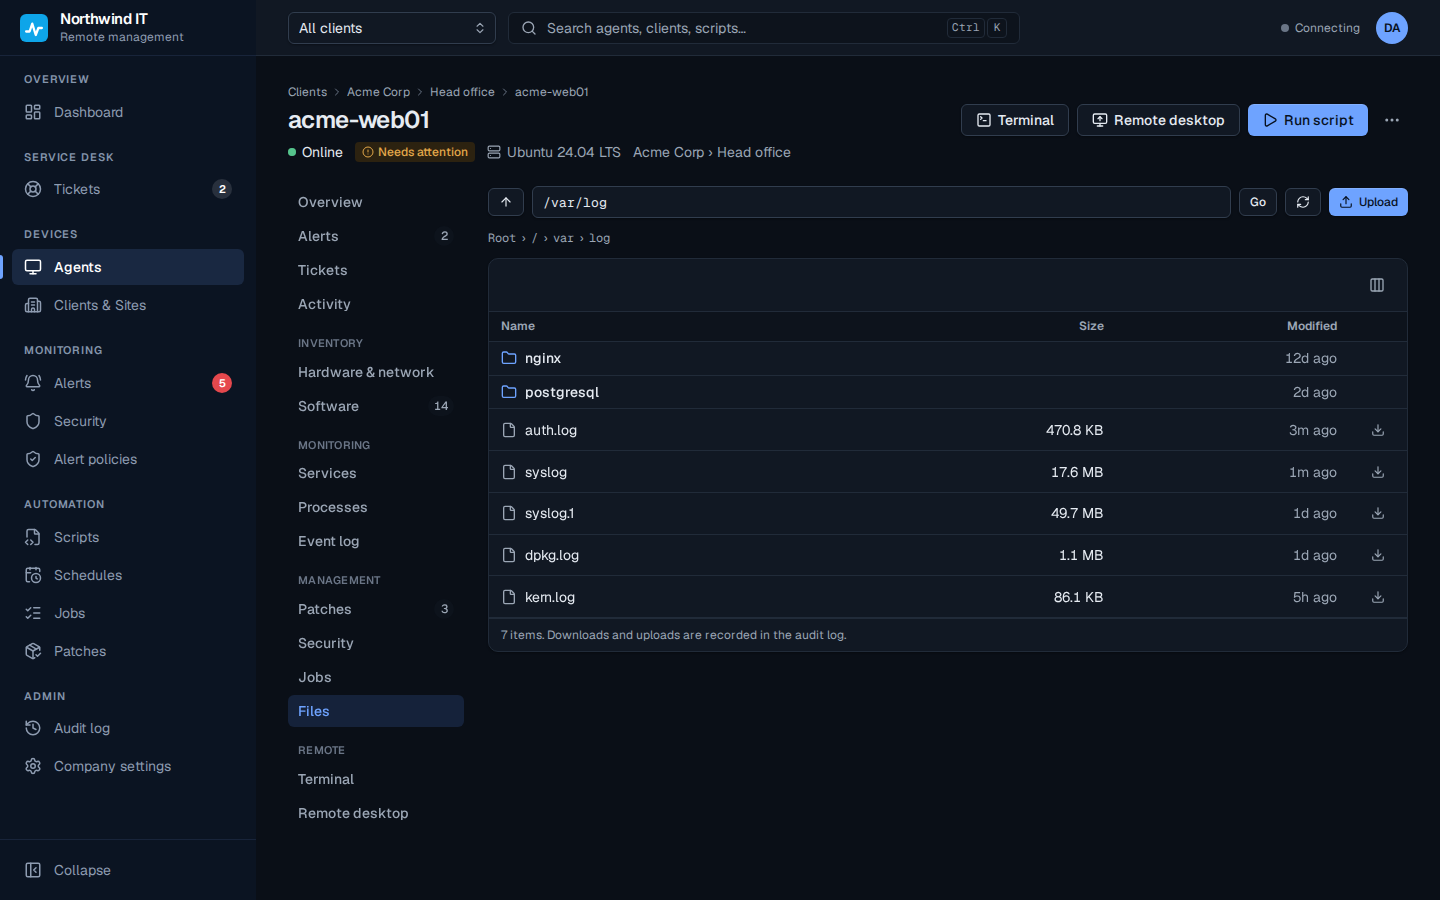 Northwind IT
Remote management
All clients
Search agents, clients, scripts...
Ctrl K
Connecting
DA
OVERVIEW
Dashboard
SERVICE DESK
Tickets 2
DEVICES
Agents
Clients & Sites
MONITORING
Alerts 5
Security
Alert policies
AUTOMATION
Scripts
Schedules
Jobs
Patches
ADMIN
Audit log
Company settings
Collapse
Clients › Acme Corp › Head office › acme-web01
acme-web01
Terminal
Remote desktop
Run script
Online Needs attention Ubuntu 24.04 LTS Acme Corp › Head office
Overview
Alerts 2
Tickets
Activity
INVENTORY
Hardware & network
Software 14
MONITORING
Services
Processes
Event log
MANAGEMENT
Patches 3
Security
Jobs
Files
REMOTE
Terminal
Remote desktop
/var/log
Go
Upload
Root › / › var › log
Name Size Modified
nginx 12d ago
postgresql 2d ago
auth.log 470.8 KB 3m ago
syslog 17.6 MB 1m ago
syslog.1 49.7 MB 1d ago
dpkg.log 1.1 MB 1d ago
kern.log 86.1 KB 5h ago
7 items. Downloads and uploads are recorded in the audit log.